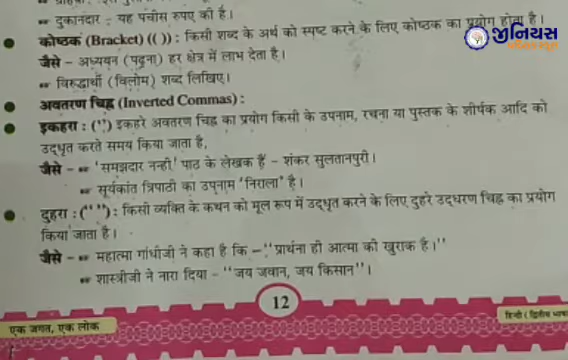 दुकानदार : यह पचीस रुपए की है।
कोष्ठक (Bracket) (( )) : किसी शब्द के अर्थ को स्पष्ट करने के लिए कोष्ठक का प्रयोग होता है।
जैसे – अध्ययन (पढ़ना) हर क्षेत्र में लाभ देता है।
विरुद्धार्थी (विलोम) शब्द लिखिए।
अवतरण चिह्न (Inverted Commas) :
इकहरा : (‘ ’) इकहरे अवतरण चिह्न का प्रयोग किसी के उपनाम, रचना या पुस्तक के शीर्षक आदि को
उद्धृत करते समय किया जाता है,
जैसे – ‘समझदार नन्ही’ पाठ के लेखक हैं – शंकर सुलतानपुरी।
सूर्यकांत त्रिपाठी का उपनाम ‘निराला’ है।
दुहरा : (“ ”) : किसी व्यक्ति के कथन को मूल रूप में उद्धृत करने के लिए दुहरे उद्धरण चिह्न का प्रयोग
किया जाता है।
जैसे – महात्मा गांधीजी ने कहा है कि – “प्रार्थना ही आत्मा की खुराक है।”
शास्त्रीजी ने नारा दिया – “जय जवान, जय किसान”।
12
एक जगत, एक लोक
हिन्दी (द्वितीय भाषा
જીનિયસ